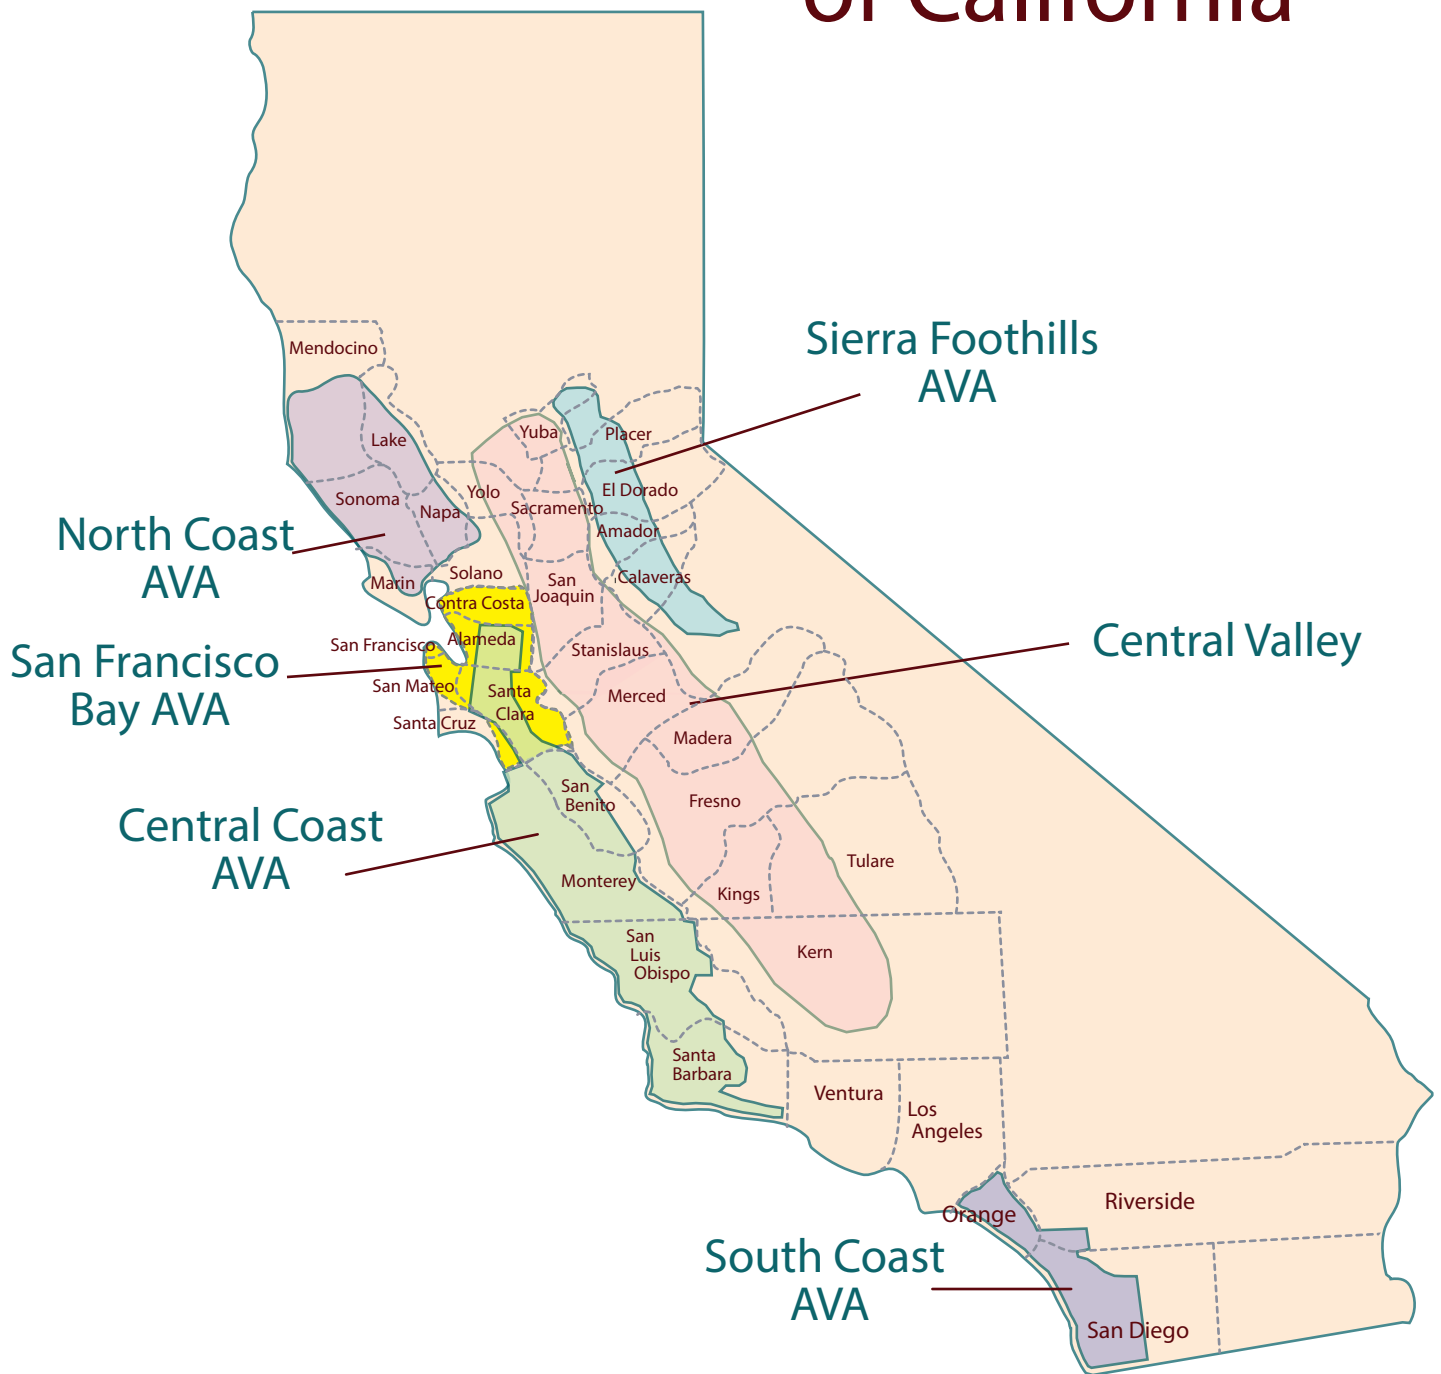 of California
Mendocino
Sierra Foothills
AVA
Lake
Yuba
Placer
Sonoma
Napa
Yolo
El Dorado
Sacramento
Amador
North Coast
AVA
Marin
Solano
San
Joaquin
Calaveras
Contra Costa
San Francisco
Alameda
Stanislaus
Central Valley
San Francisco
Bay AVA
San Mateo
Santa
Clara
Merced
Santa Cruz
Madera
San
Benito
Fresno
Central Coast
AVA
Tulare
Monterey
Kings
San
Luis
Obispo
Kern
Santa
Barbara
Ventura
Los
Angeles
Orange
Riverside
South Coast
AVA
San Diego